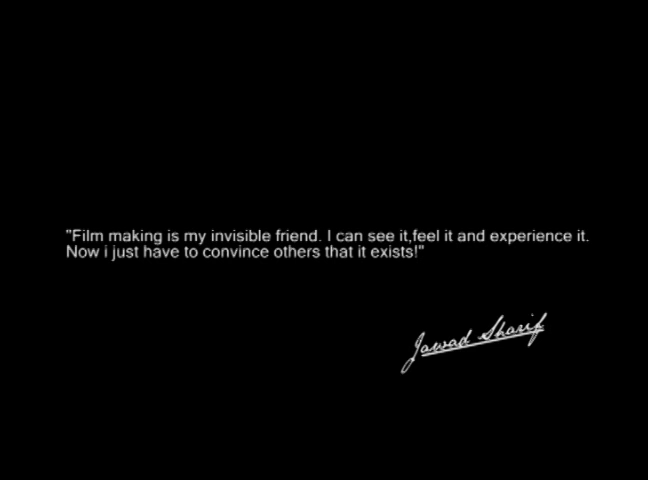 "Film making is my invisible friend. I can see it,feel it and experience it.
Now i just have to convince others that it exists!"
Jawad Sharif